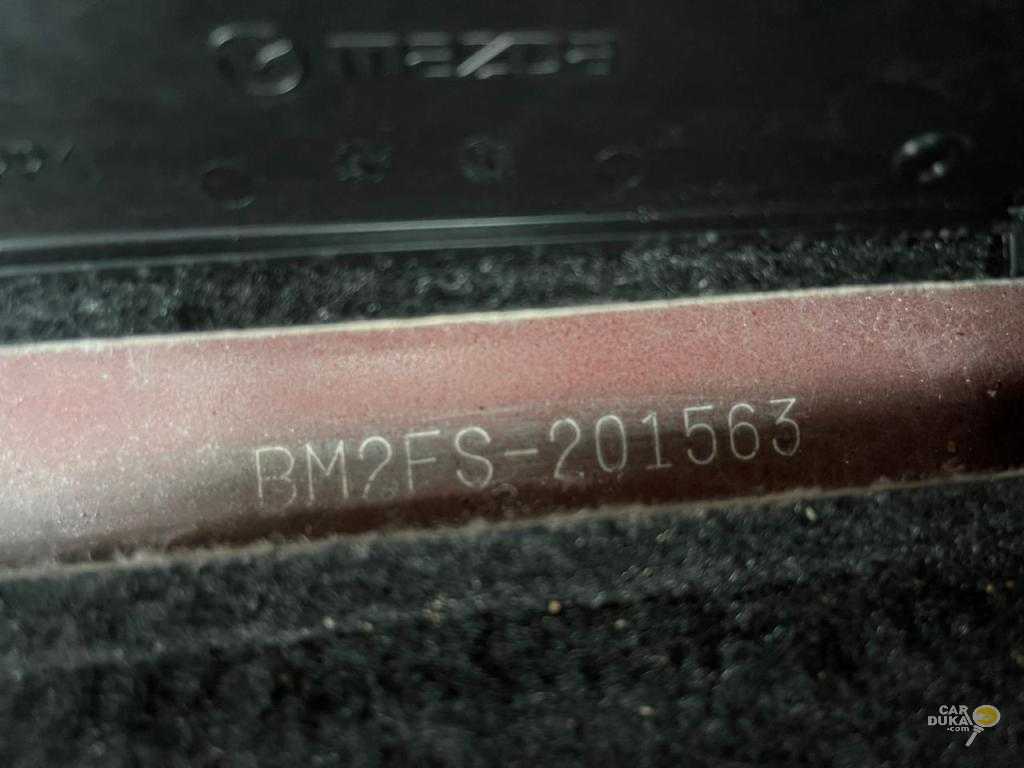 mazda
BM2FS-201563
CAR
DUKA
.com